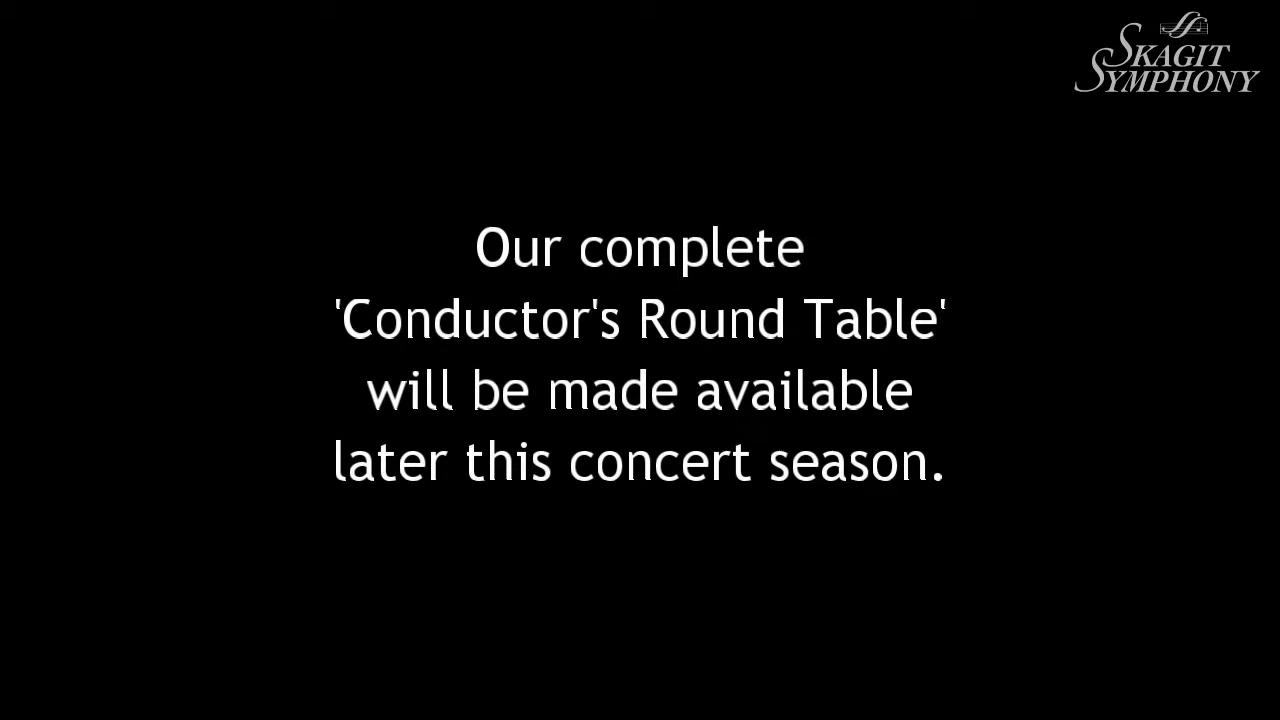 SKAGIT
SYMPHONY
Our complete
'Conductor's Round Table'
will be made available
later this concert season.